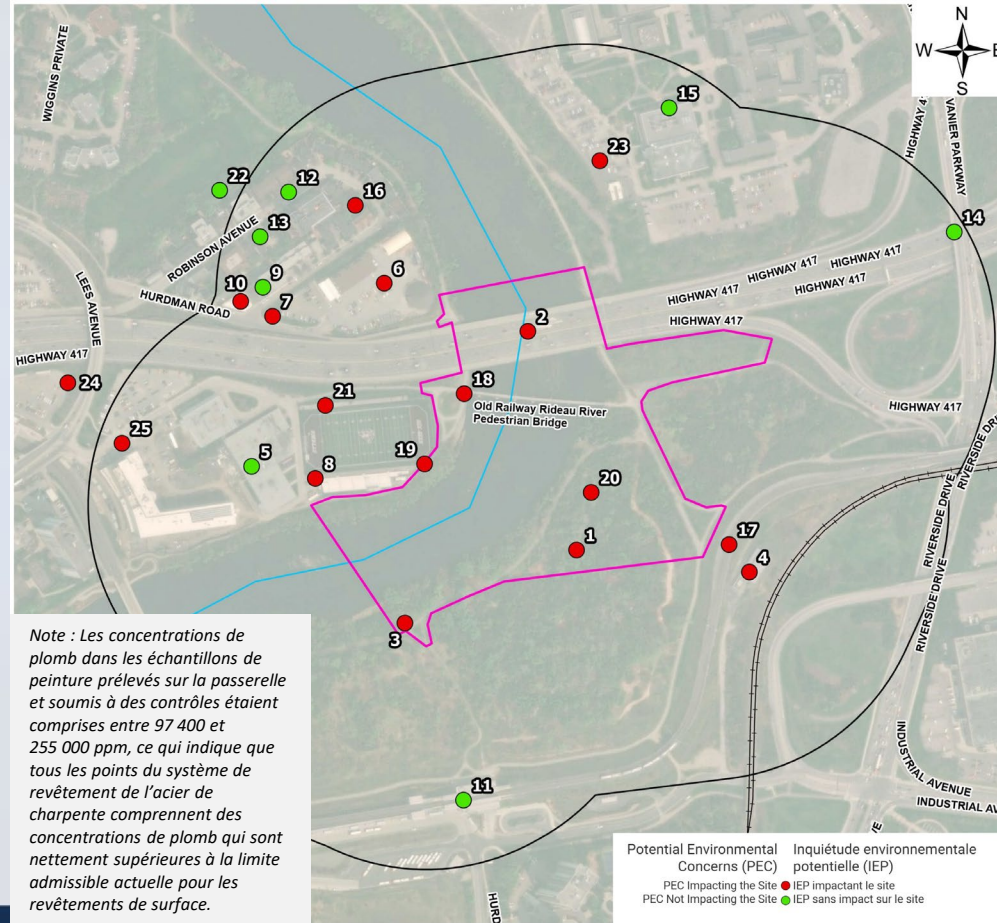 N
W E
S
WIGGINS PRIVATE
HIGHWAY 41
VANIER PARKWAY
15
23
22
12
16
13
14
ROBINSON AVENUE
LEES AVENUE
9
6
10
7
HURDMAN ROAD
HIGHWAY 417
HIGHWAY 417
HIGHWAY 417
HIGHWAY 417
HIGHWAY 417
2
HIGHWAY 417
24
18
21
Old Railway Rideau River
Pedestrian Bridge
HIGHWAY 417
25
5
8
19
20
RIVERSIDE DR
RIVERSIDE DRIVE
RIVERSIDE DRIVE
1
17
4
3
Note : Les concentrations de
plomb dans les échantillons de
peinture prélevés sur la passerelle
et soumis à des contrôles étaient
comprises entre 97 400 et
255 000 ppm, ce qui indique que
tous les points du système de
revêtement de l'acier de
charpente comprennent des
concentrations de plomb qui sont
nettement supérieures à la limite
admissible actuelle pour les
revêtements de surface.
11
INDUSTRIAL AVENUE
INDUSTRIAL AV
HURD
Potential Environmental
Concerns (PEC)
Inquiétude environnementale
potentielle (IEP)
PEC Impacting the Site IEP impactant le site
PEC Not Impacting the Site IEP sans impact sur le site